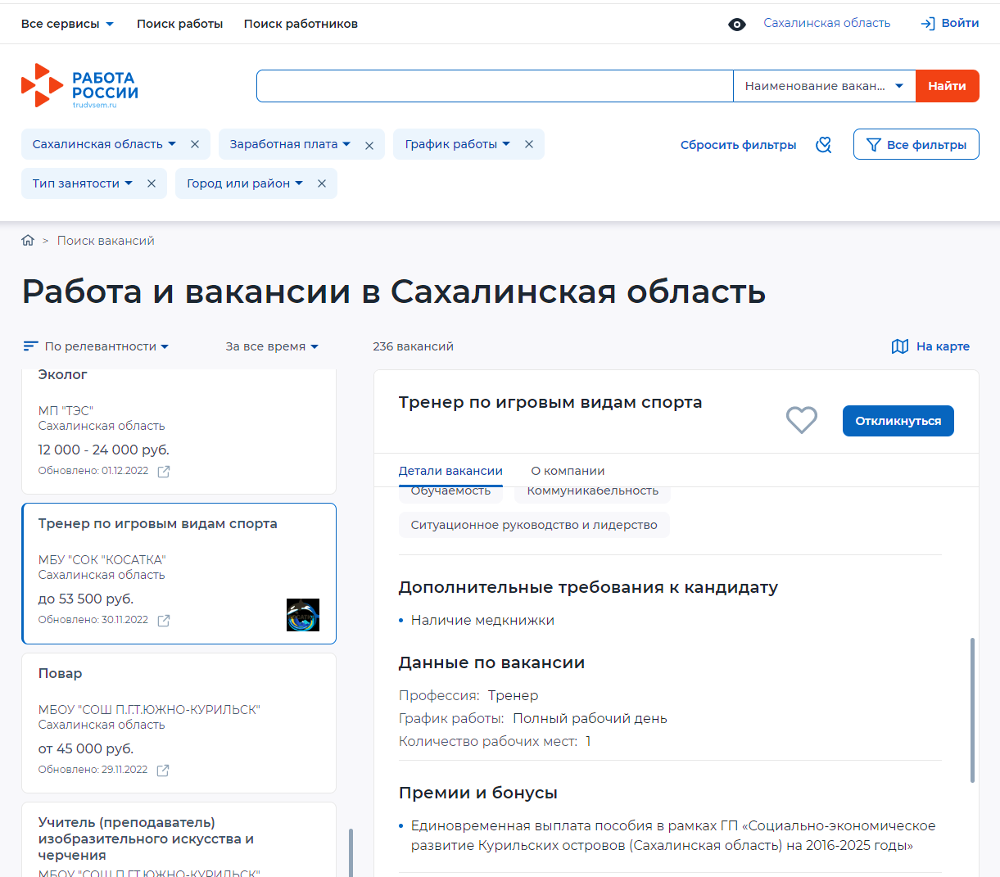 Все сервисы
Поиск работы
Поиск работников
Сахалинская область
Войти
РАБОТА
РОССИИ
trudvsem.ru
Наименование вакан...
Найти
Сахалинская область
Заработная плата
График работы
Сбросить фильтры
Все фильтры
Тип занятости
Город или район
> Поиск вакансий
Работа и вакансии в Сахалинская область
По релевантности
За все время
236 вакансий
На карте
Эколог
МП "ТЭС"
Сахалинская область
12 000 - 24 000 руб.
Обновлено: 01.12.2022
Тренер по игровым видам спорта
МБУ "СОК "КОСАТКА"
Сахалинская область
до 53 500 руб.
Обновлено: 30.11.2022
Повар
МБОУ "СОШ П.Г.Т.ЮЖНО-КУРИЛЬСК"
Сахалинская область
от 45 000 руб.
Обновлено: 29.11.2022
Учитель (преподаватель)
изобразительного искусства и
черчения
МБОУ "СОШ П.Г.Т.ЮЖНО-КУРИЛЬСК"
Тренер по игровым видам спорта
Откликнуться
Детали вакансии
О компании
Обучаемость
Коммуникабельность
Ситуационное руководство и лидерство
Дополнительные требования к кандидату
• Наличие медкнижки
Данные по вакансии
Профессия: Тренер
График работы: Полный рабочий день
Количество рабочих мест: 1
Премии и бонусы
• Единовременная выплата пособия в рамках ГП «Социально-экономическое
развитие Курильских островов (Сахалинская область) на 2016-2025 годы»